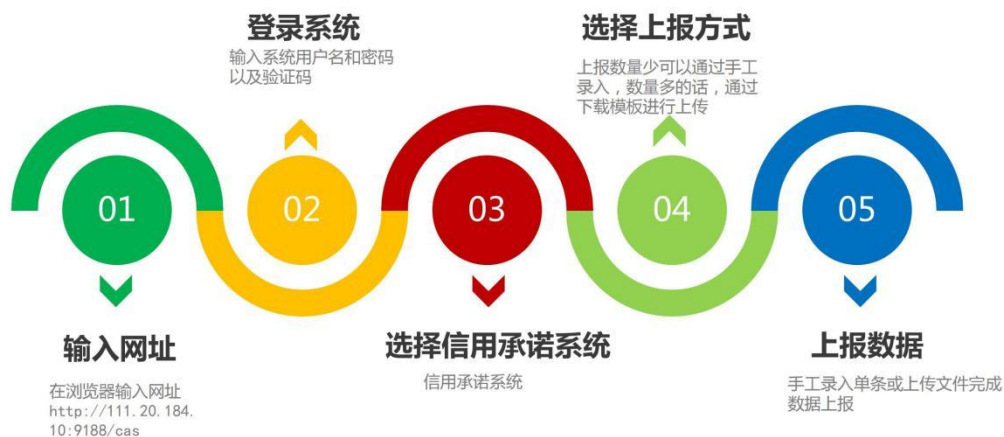 登录系统
输入系统用户名和密码
以及验证码
选择上报方式
上报数量少可以通过手工
录入，数量多的话，通过
下载模板进行上传
01
02
03
04
05
输入网址
在浏览器输入网址
http://111.20.184.
10:9188/cas
选择信用承诺系统
信用承诺系统
上报数据
手工录入单条或上传文件完成
数据上报